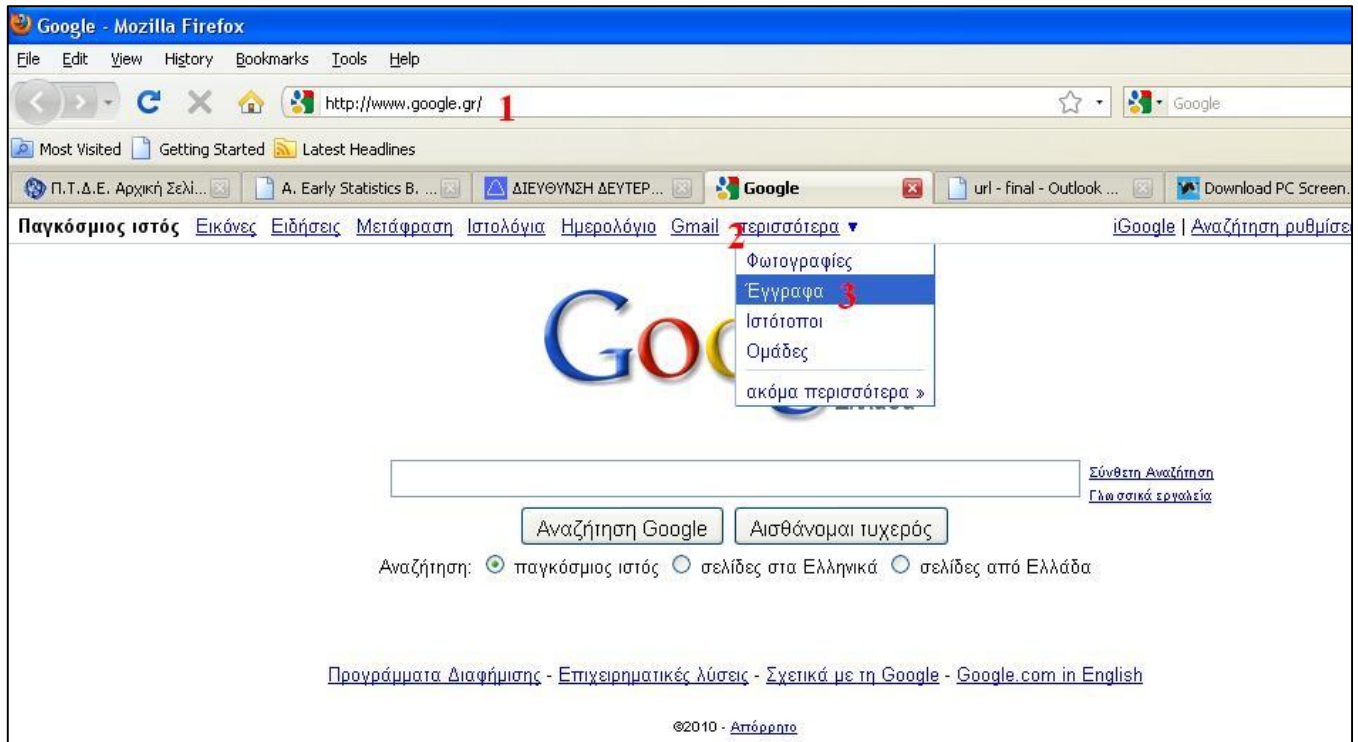 Google - Mozilla Firefox
File Edit View History Bookmarks Tools Help
http://www.google.gr/ 1 Google
Most Visited Getting Started Latest Headlines
Π.Τ.Δ.Ε. Αρχική Σελί... A. Early Statistics B. ... ΔΙΕΥΘΥΝΣΗ ΔΕΥΤΕΡ... Google url - final - Outlook ... Download PC Screen.
Παγκόσμιος ιστός Εικόνες Ειδήσεις Μετάφραση Ιστολόγια Ημερολόγιο Gmail 2 περισσότερα ▼ iGoogle | Αναζήτηση ρυθμίσε
Φωτογραφίες
Έγγραφα 3
Ιστότοποι
Ομάδες
ακόμα περισσότερα »
Goo
Σύνθετη Αναζήτηση
Γλωσσικά εργαλεία
Αναζήτηση Google Αισθάνομαι τυχερός
Αναζήτηση: παγκόσμιος ιστός σελίδες στα Ελληνικά σελίδες από Ελλάδα
Προγράμματα Διαφήμισης - Επιχειρηματικές λύσεις - Σχετικά με τη Google - Google.com in English
©2010 - Απόρρητο